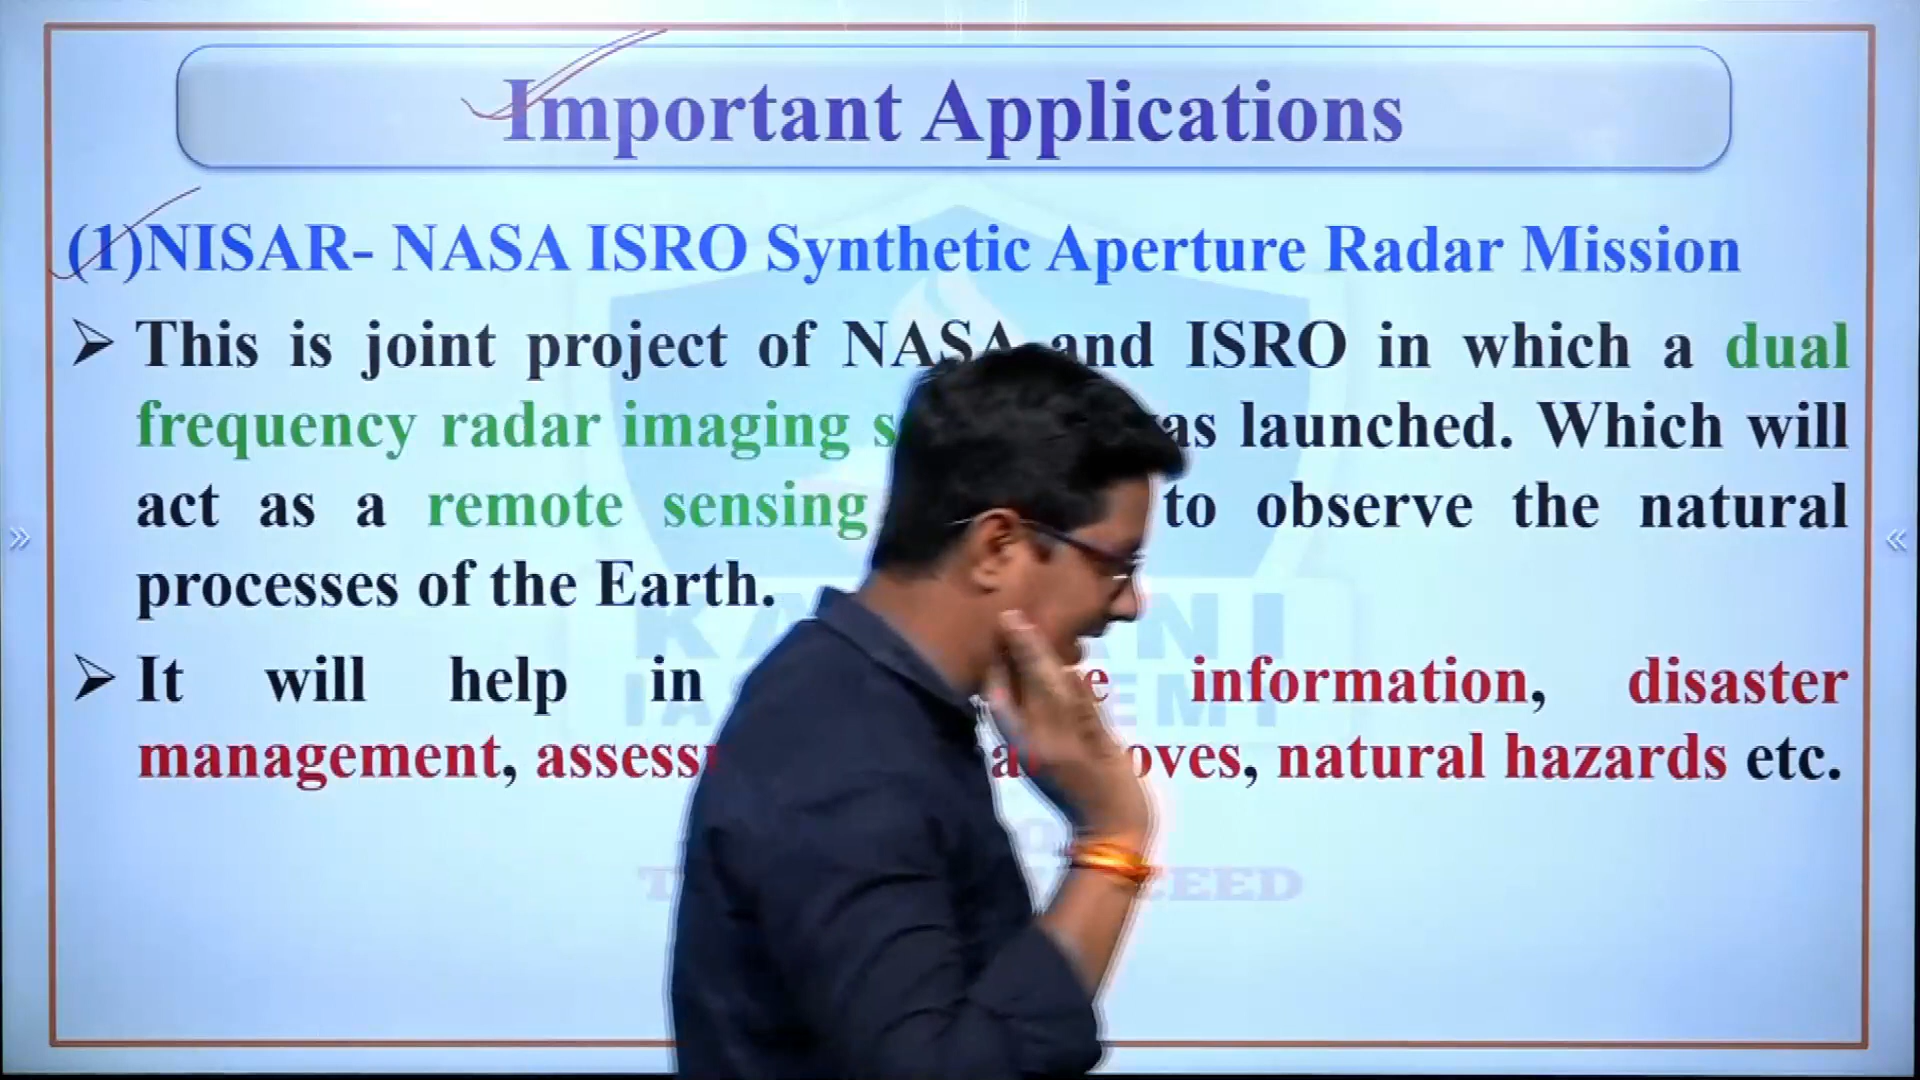 Important Applications
(1)NISAR- NASA ISRO Synthetic Aperture Radar Mission
➢ This is joint project of NASA and ISRO in which a dual
frequency radar imaging launched. Which will
act as a remote sensing to observe the natural
processes of the Earth.
➢ It will help in information, disaster
management, natural hazards etc.